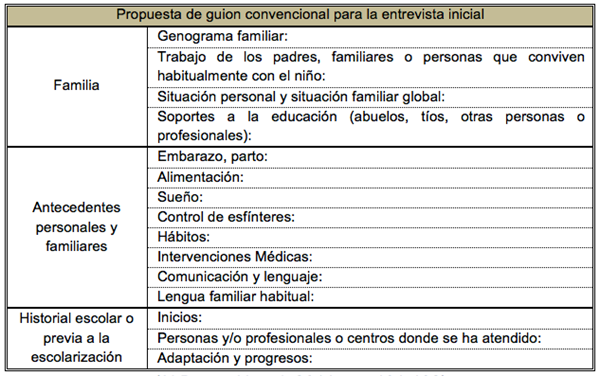 Propuesta de guion convencional para la entrevista inicial
Familia
Genograma familiar:
Trabajo de los padres, familiares o personas que conviven
habitualmente con el niño:
Situación personal y situación familiar global:
Soportes a la educación (abuelos, tíos, otras personas o
profesionales):
Antecedentes
personales y
familiares
Embarazo, parto:
Alimentación:
Sueño:
Control de esfínteres:
Hábitos:
Intervenciones Médicas:
Comunicación y lenguaje:
Lengua familiar habitual:
Historial escolar o
previa a la
escolarización
Inicios:
Personas y/o profesionales o centros donde se ha atendido:
Adaptación y progresos: